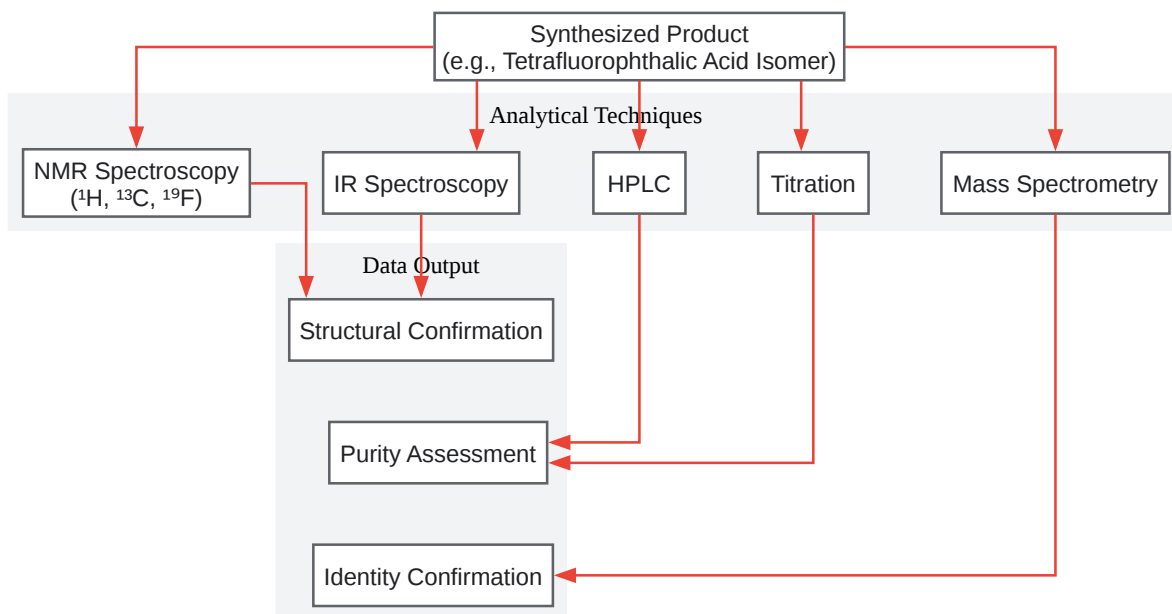 Synthesized Product
(e.g., Tetrafluorophthalic Acid Isomer)
Analytical Techniques
NMR Spectroscopy
(¹H, ¹³C, ¹⁹F)
IR Spectroscopy
HPLC
Titration
Mass Spectrometry
Data Output
Structural Confirmation
Purity Assessment
Identity Confirmation